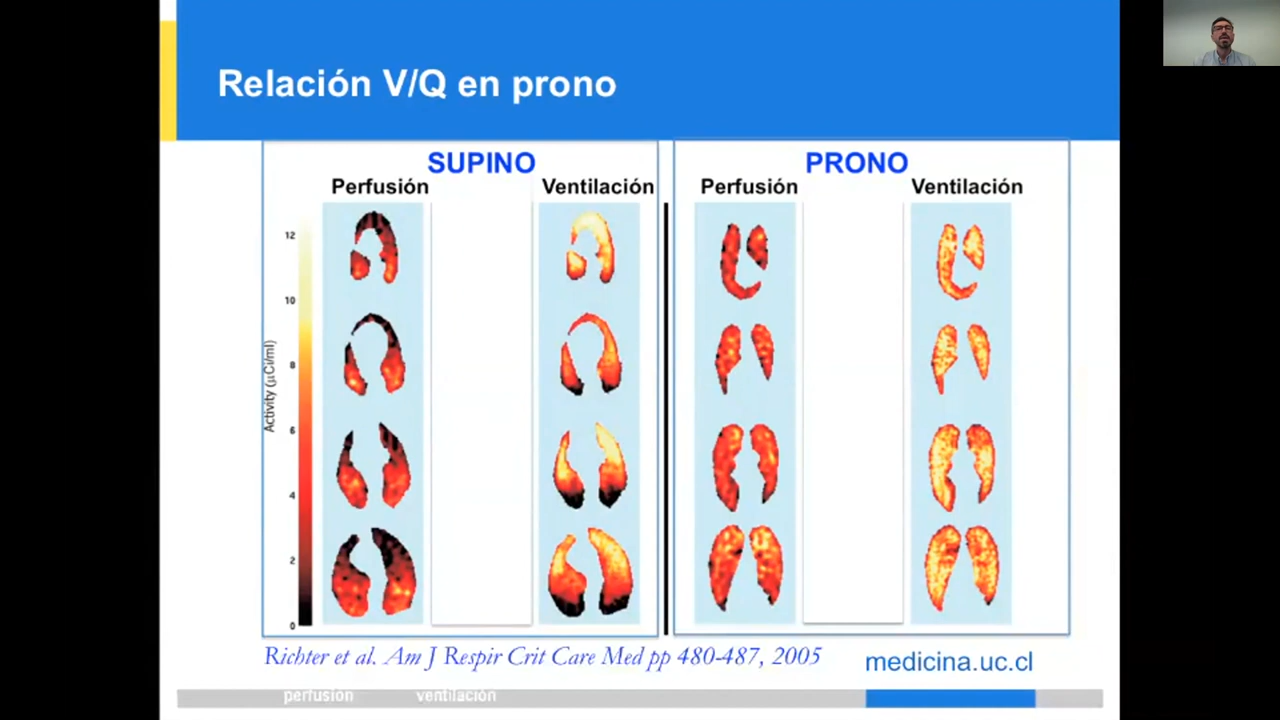 Relación V/Q en prono
SUPINO
Perfusión
Ventilación
PRONO
Perfusión
Ventilación
12
10
8
6
4
2
0
Activity (µCi/ml)
Richter et al. Am J Respir Crit Care Med pp 480-487, 2005
medicina.uc.cl
perfusión
ventilación